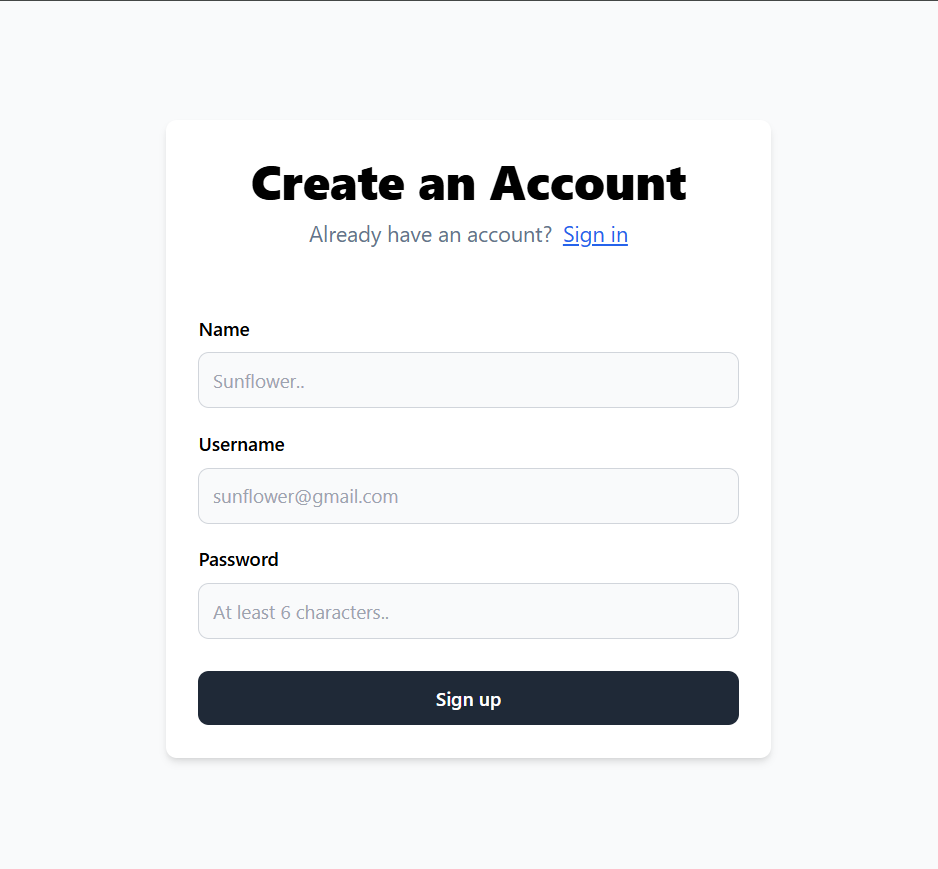 Create an Account
Already have an account? Sign in
Name
Sunflower..
Username
sunflower@gmail.com
Password
At least 6 characters..
Sign up